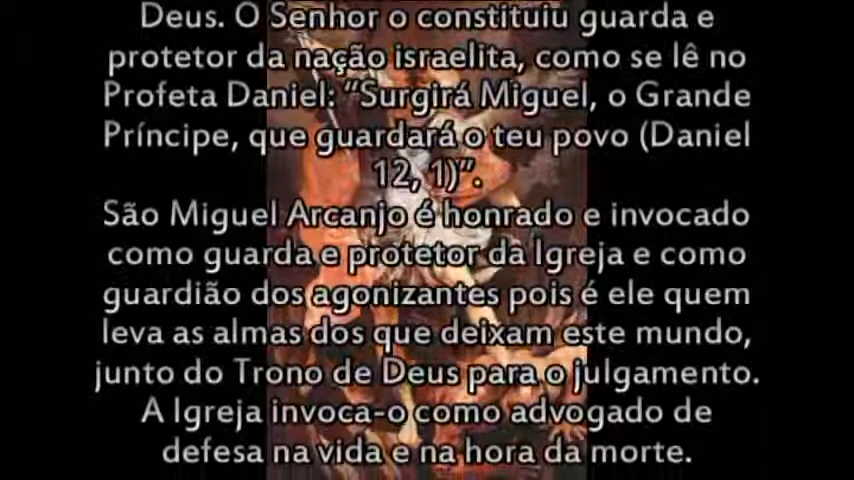 Deus. O Senhor o constituiu guarda e
protetor da nação israelita, como se lê no
Profeta Daniel: “Surgirá Miguel, o Grande
Príncipe, que guardará o teu povo (Daniel
12, 1)”.
São Miguel Arcanjo é honrado e invocado
como guarda e protetor da Igreja e como
guardião dos agonizantes pois é ele quem
leva as almas dos que deixam este mundo,
junto do Trono de Deus para o julgamento.
A Igreja invoca-o como advogado de
defesa na vida e na hora da morte.